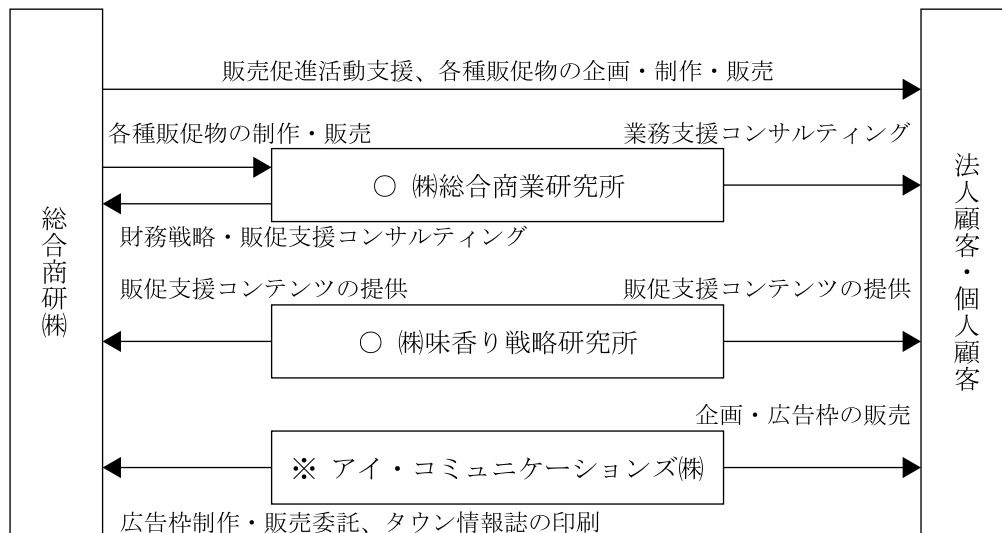 販売促進活動支援、各種販促物の企画・制作・販売
各種販促物の制作・販売
業務支援コンサルティング
○ ㈱総合商業研究所
財務戦略・販促支援コンサルティング
総合商研㈱
法人顧客・個人顧客
販促支援コンテンツの提供
販促支援コンテンツの提供
○ ㈱味香り戦略研究所
企画・広告枠の販売
※ アイ・コミュニケーションズ㈱
広告枠制作・販売委託、タウン情報誌の印刷